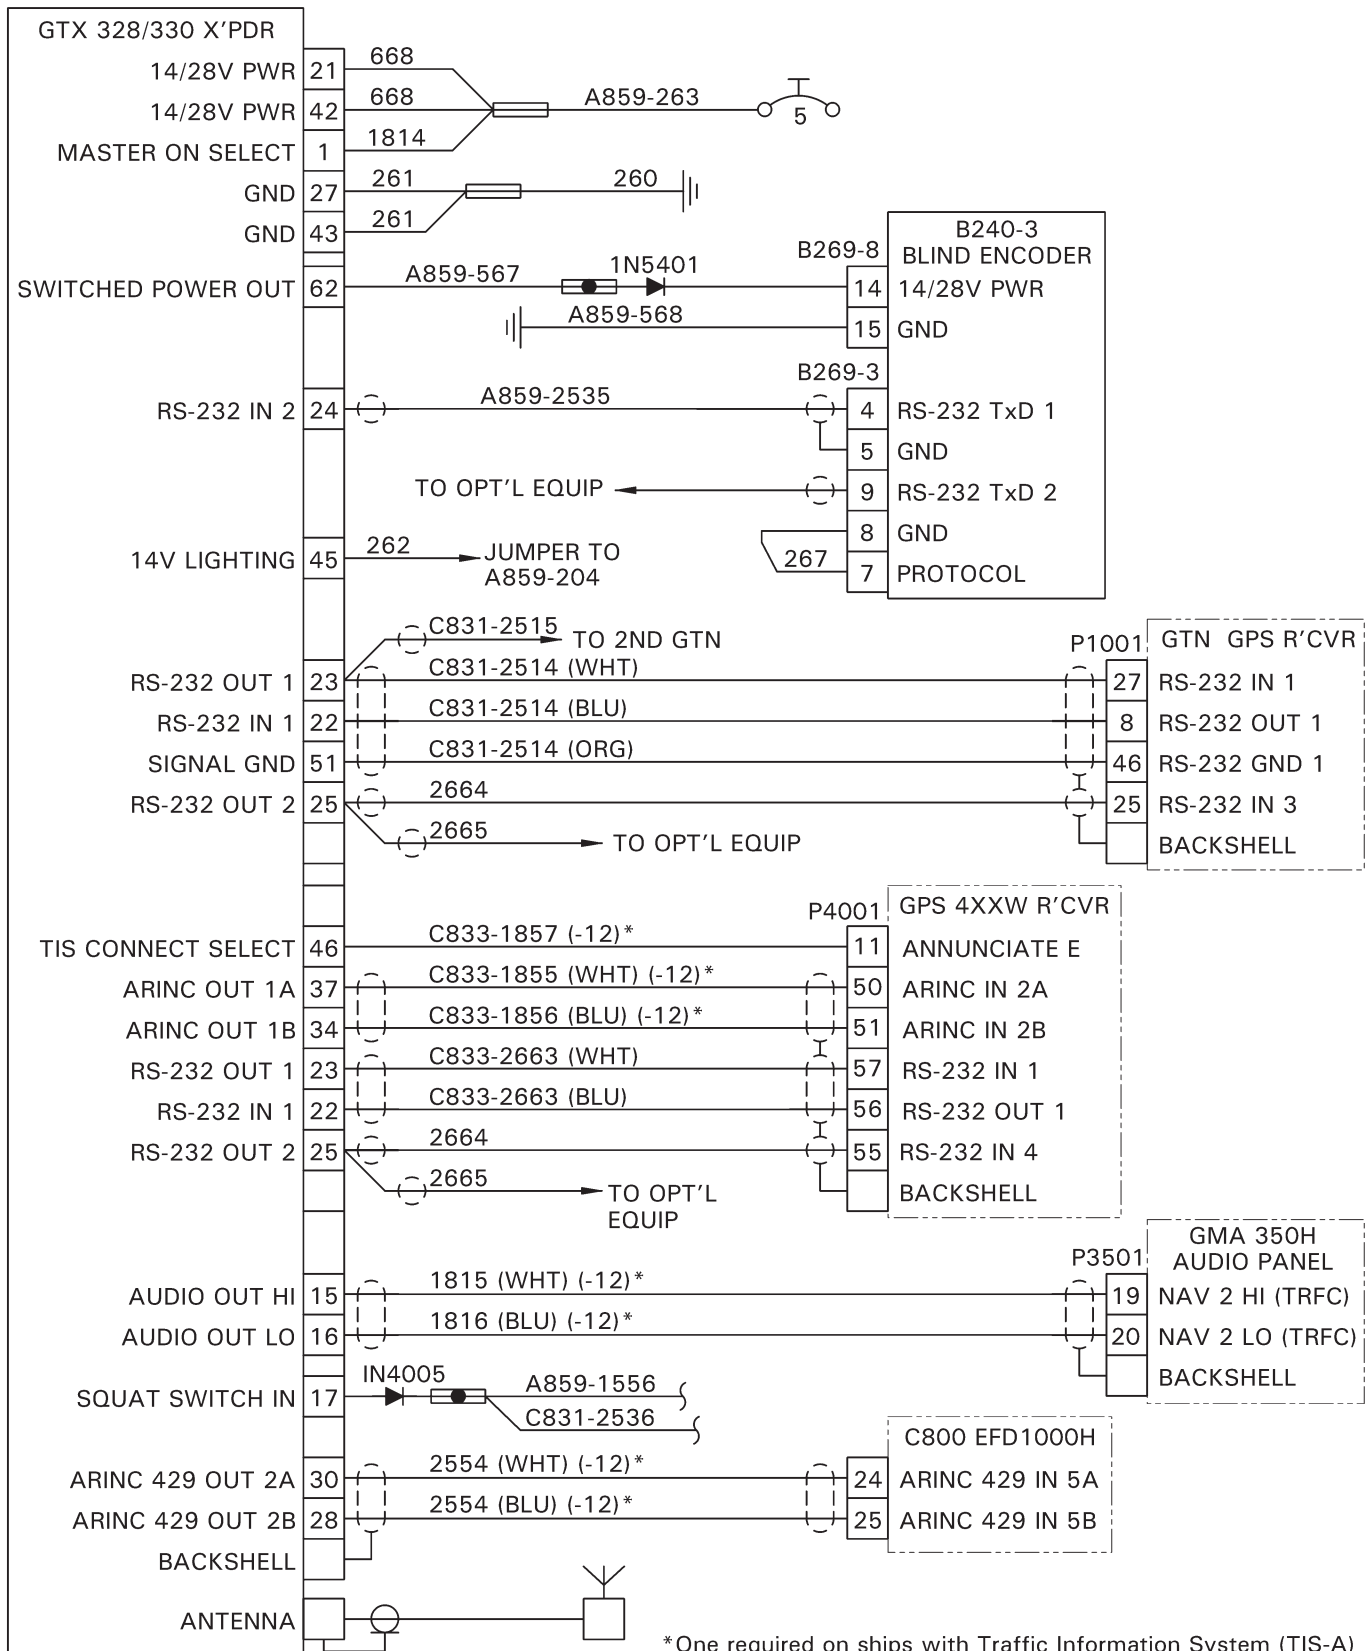 GTX 328/330 X'PDR
14/28V PWR 21 668
14/28V PWR 42 668 A859-263 5
MASTER ON SELECT 1 1814
GND 27 261 260
GND 43 261
B240-3
BLIND ENCODER
B269-8
SWITCHED POWER OUT 62 A859-567 1N5401 14 14/28V PWR
A859-568 15 GND
B269-3
RS-232 IN 2 24 A859-2535 4 RS-232 TxD 1
5 GND
TO OPT'L EQUIP 9 RS-232 TxD 2
8 GND
14V LIGHTING 45 262 JUMPER TO
A859-204
267 7 PROTOCOL
C831-2515 TO 2ND GTN
P1001 GTN GPS R'CVR
RS-232 OUT 1 23 C831-2514 (WHT) 27 RS-232 IN 1
RS-232 IN 1 22 C831-2514 (BLU) 8 RS-232 OUT 1
SIGNAL GND 51 C831-2514 (ORG) 46 RS-232 GND 1
RS-232 OUT 2 25 2664 25 RS-232 IN 3
2665 TO OPT'L EQUIP BACKSHELL
P4001 GPS 4XXW R'CVR
TIS CONNECT SELECT 46 C833-1857 (-12)* 11 ANNUNCIATE E
ARINC OUT 1A 37 C833-1855 (WHT) (-12)* 50 ARINC IN 2A
ARINC OUT 1B 34 C833-1856 (BLU) (-12)* 51 ARINC IN 2B
RS-232 OUT 1 23 C833-2663 (WHT) 57 RS-232 IN 1
RS-232 IN 1 22 C833-2663 (BLU) 56 RS-232 OUT 1
RS-232 OUT 2 25 2664 55 RS-232 IN 4
2665 TO OPT'L
EQUIP
BACKSHELL
GMA 350H
AUDIO PANEL
P3501
AUDIO OUT HI 15 1815 (WHT) (-12)* 19 NAV 2 HI (TRFC)
AUDIO OUT LO 16 1816 (BLU) (-12)* 20 NAV 2 LO (TRFC)
BACKSHELL
SQUAT SWITCH IN 17 IN4005 A859-1556
C831-2536
C800 EFD1000H
ARINC 429 OUT 2A 30 2554 (WHT) (-12)* 24 ARINC 429 IN 5A
ARINC 429 OUT 2B 28 2554 (BLU) (-12)* 25 ARINC 429 IN 5B
BACKSHELL
ANTENNA
*One required on ships with Traffic Information System (TIS-A)